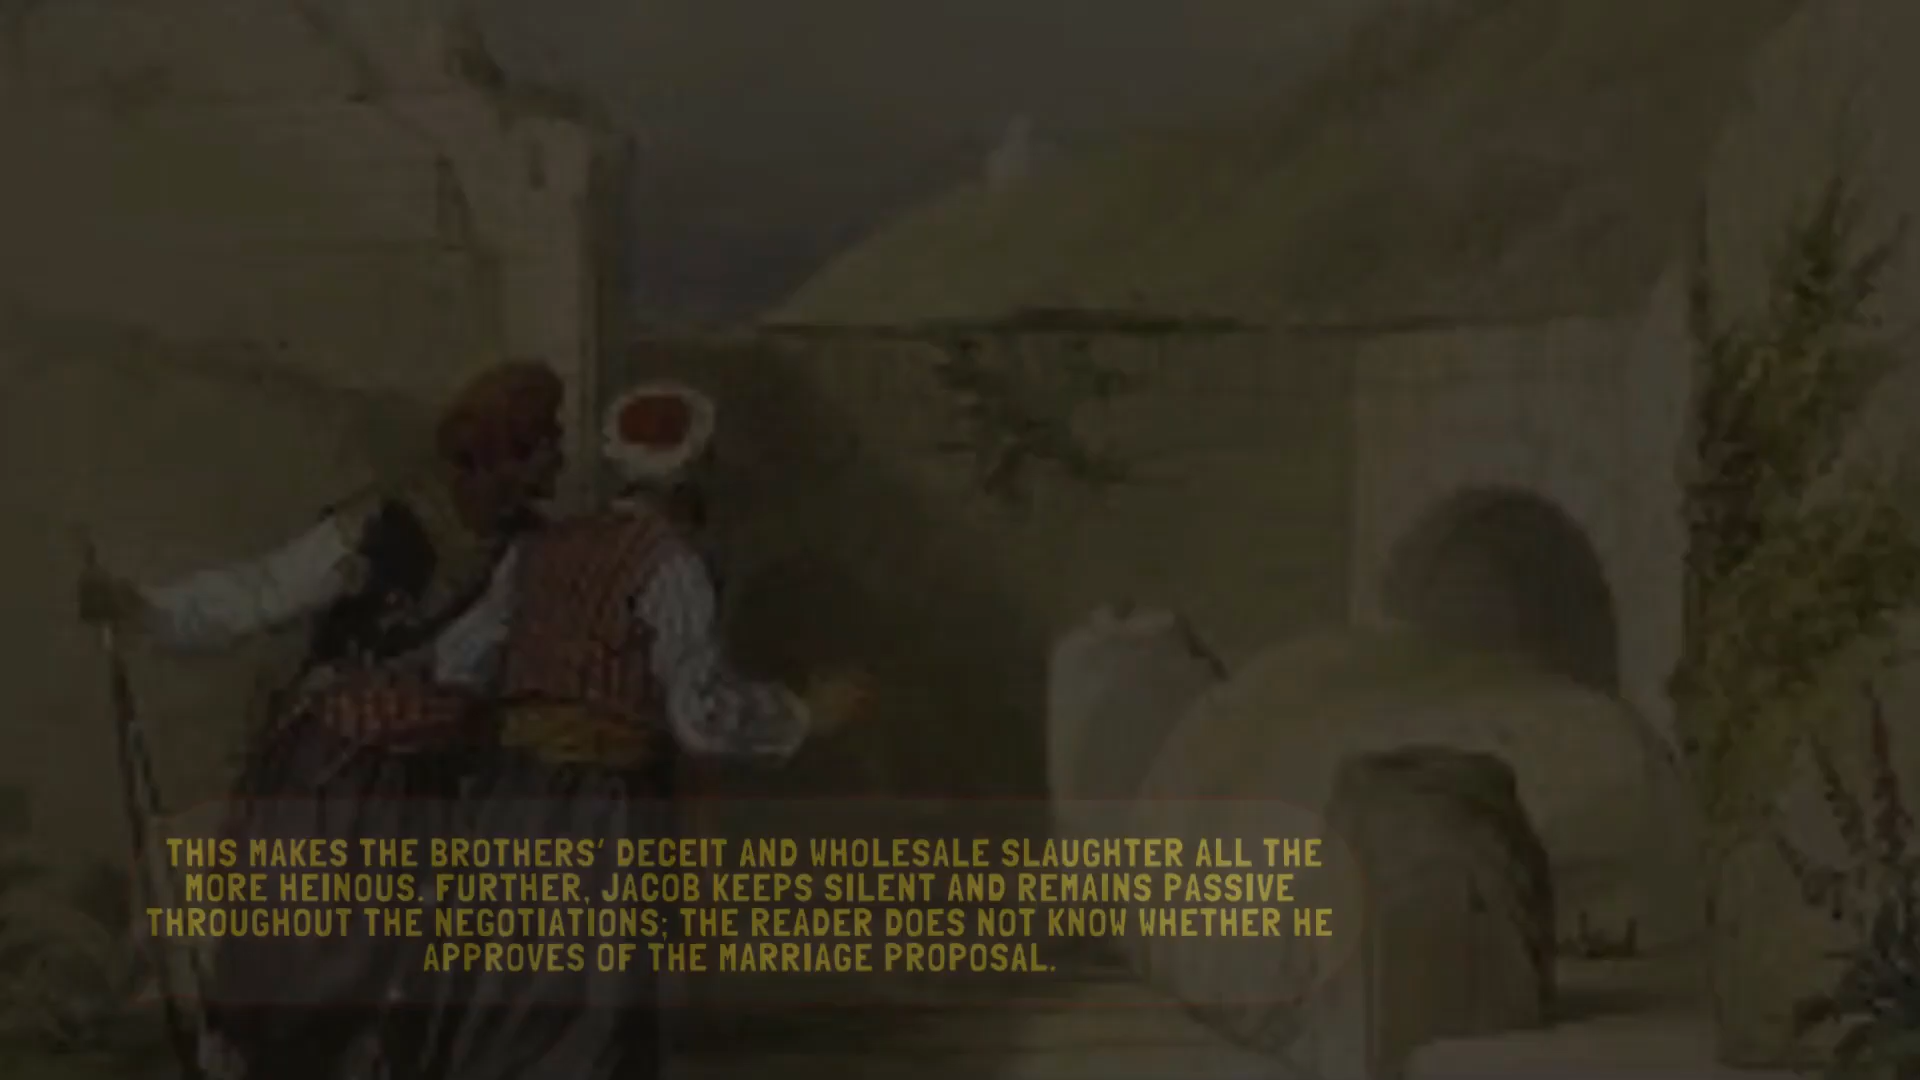 THIS MAKES THE BROTHERS' DECEIT AND WHOLESALE SLAUGHTER ALL THE
MORE HEINOUS. FURTHER, JACOB KEEPS SILENT AND REMAINS PASSIVE
THROUGHOUT THE NEGOTIATIONS; THE READER DOES NOT KNOW WHETHER HE
APPROVES OF THE MARRIAGE PROPOSAL.